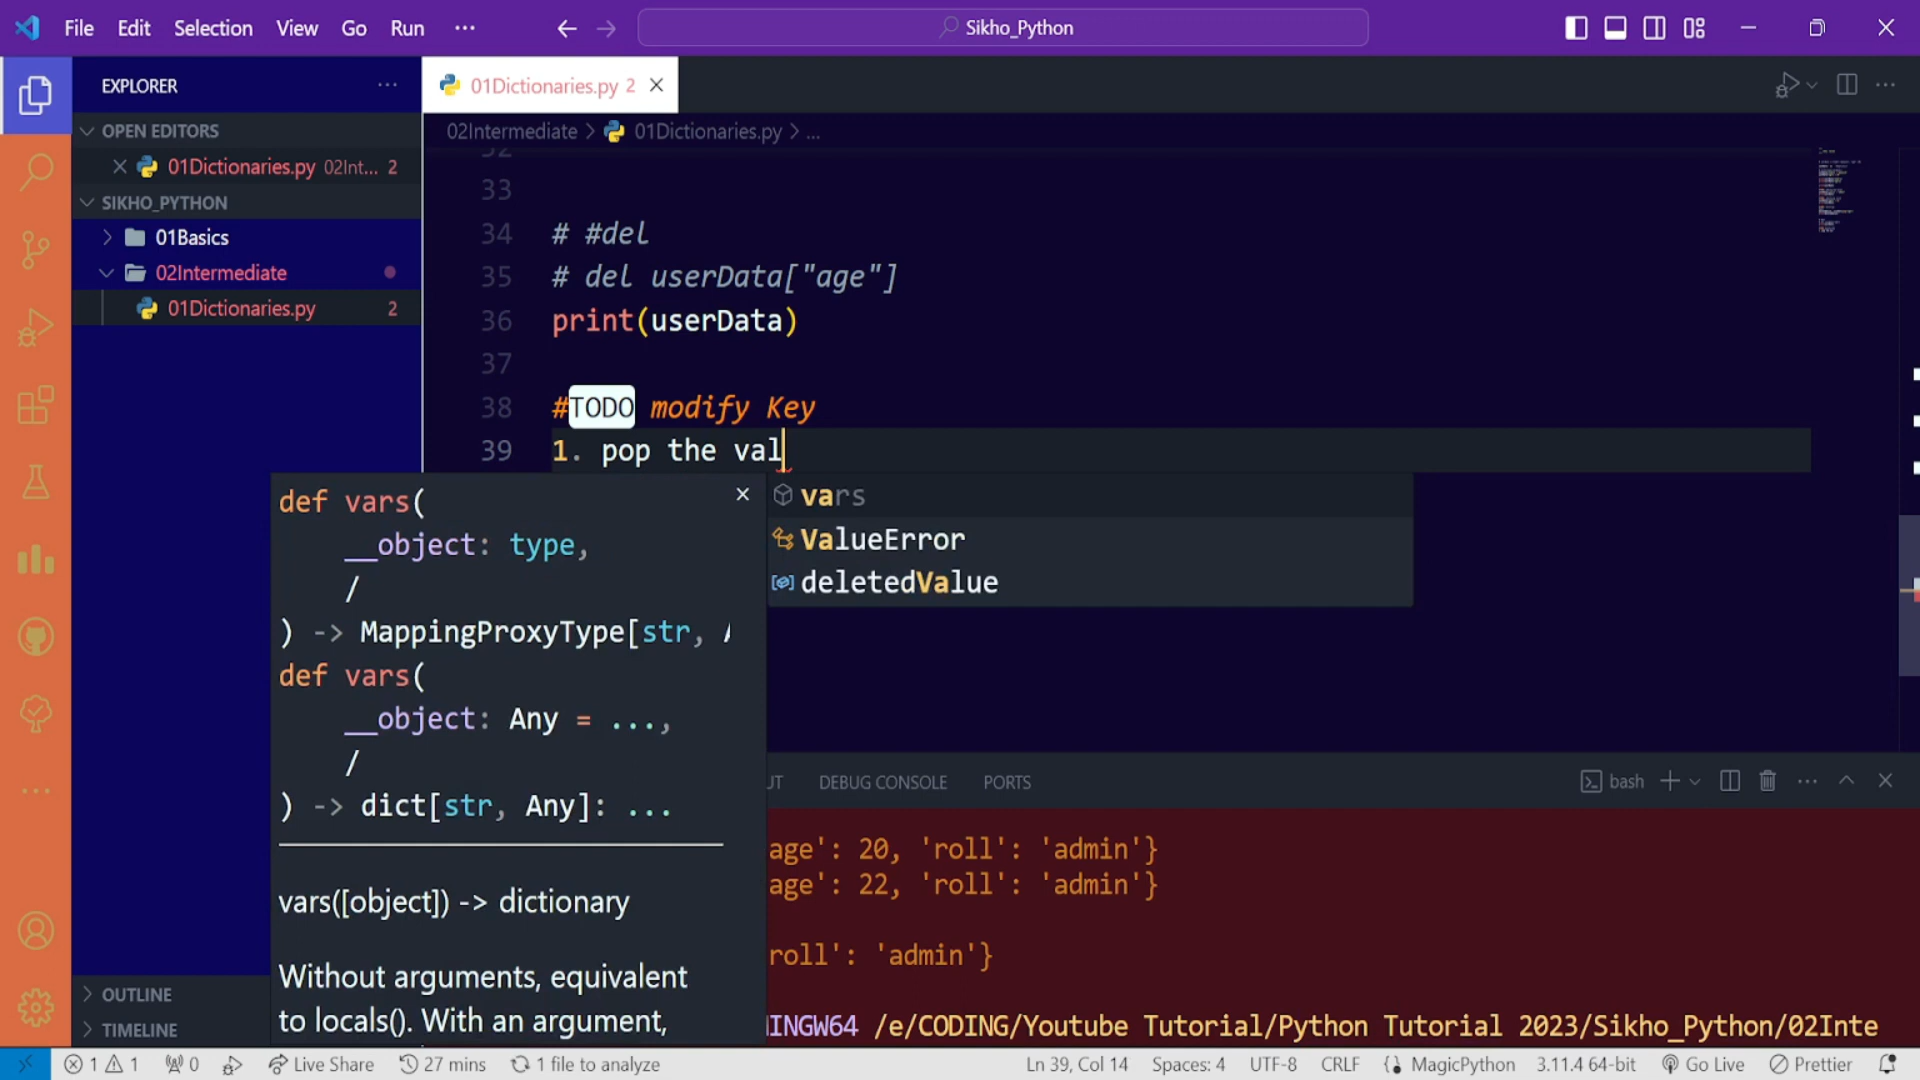 File Edit Selection View Go Run ...
Sikho_Python
EXPLORER
01Dictionaries.py 2
OPEN EDITORS
01Dictionaries.py 02Int... 2
SIKHO_PYTHON
01Basics
02Intermediate
01Dictionaries.py 2
OUTLINE
TIMELINE
02Intermediate > 01Dictionaries.py > ...
32
33
34 # #del
35 # del userData["age"]
36 print(userData)
37
38 #TODO modify Key
39 1. pop the val
vars
ValueError
deletedValue
def vars(
__object: type,
/
) -> MappingProxyType[str,
def vars(
__object: Any = ...,
/
) -> dict[str, Any]: ...
vars([object]) -> dictionary
Without arguments, equivalent
to locals(). With an argument,
UT DEBUG CONSOLE PORTS
bash
age': 20, 'roll': 'admin'}
age': 22, 'roll': 'admin'}
roll': 'admin'}
INGW64 /e/CODING/Youtube Tutorial/Python Tutorial 2023/Sikho_Python/02Inte
1 1 0 Live Share 27 mins 1 file to analyze Ln 39, Col 14 Spaces: 4 UTF-8 CRLF MagicPython 3.11.4 64-bit Go Live Prettier